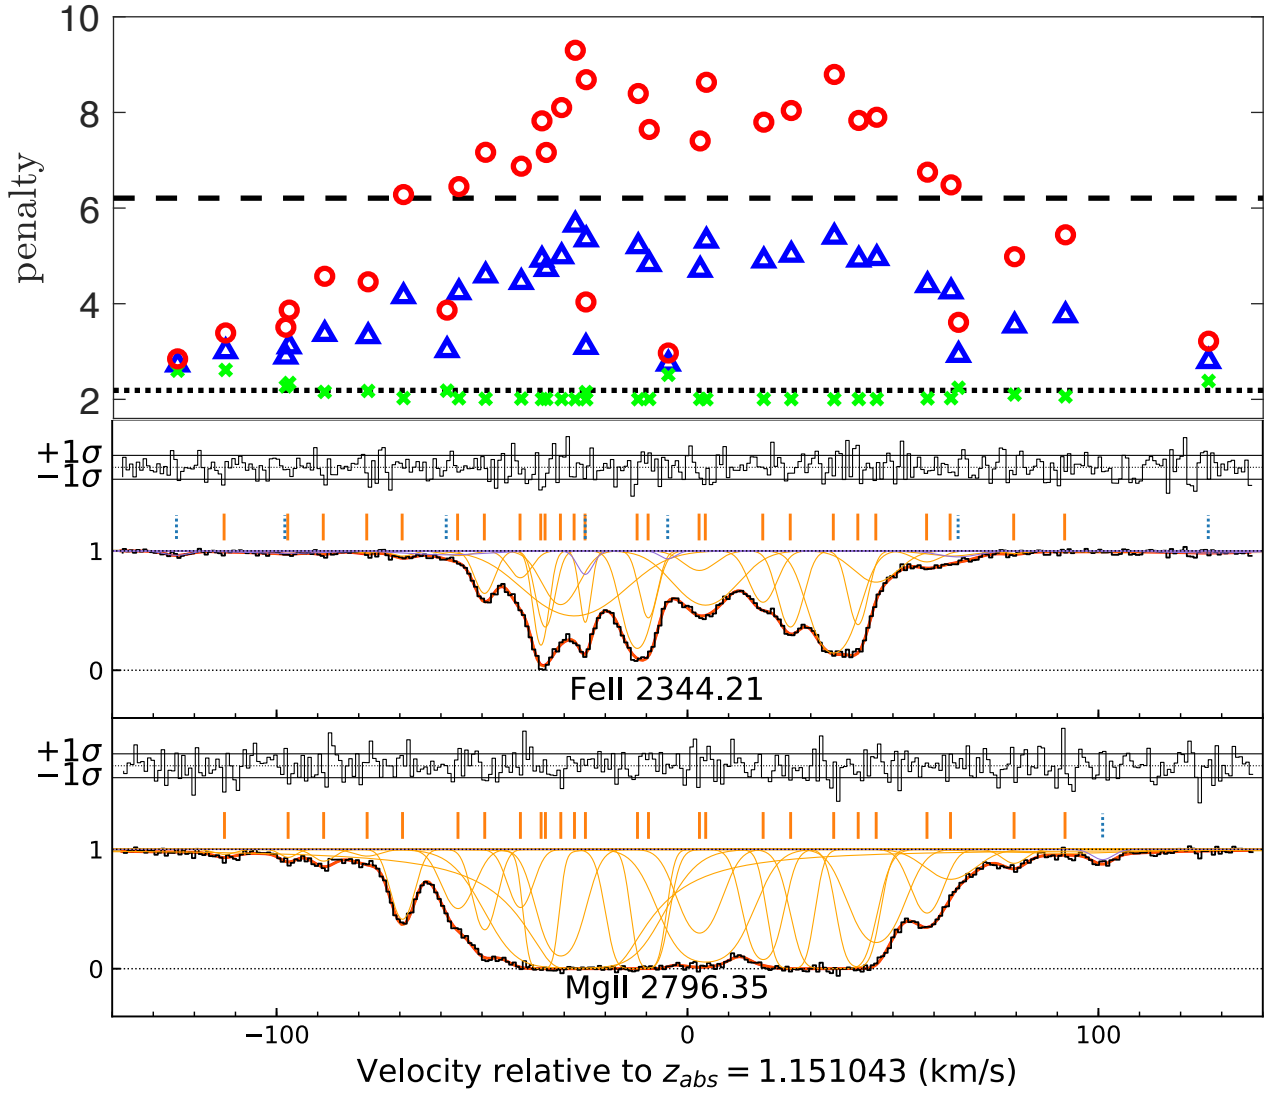 10
8
6
4
2
penalty
+1σ
−1σ
1
0
FeII 2344.21
+1σ
−1σ
1
0
MgII 2796.35
−100 0 100
Velocity relative to z_abs = 1.151043 (km/s)